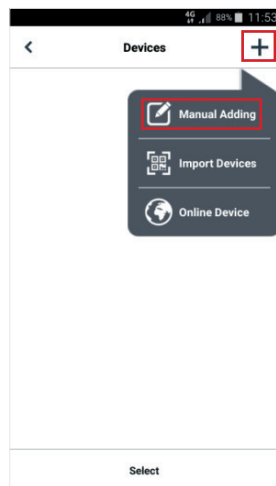 4G 88% 11:53
Devices
Manual Adding
Import Devices
Online Device
Select